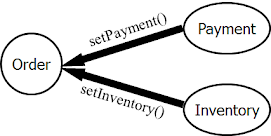 setPayment()
Payment
Order
setInventory()
Inventory